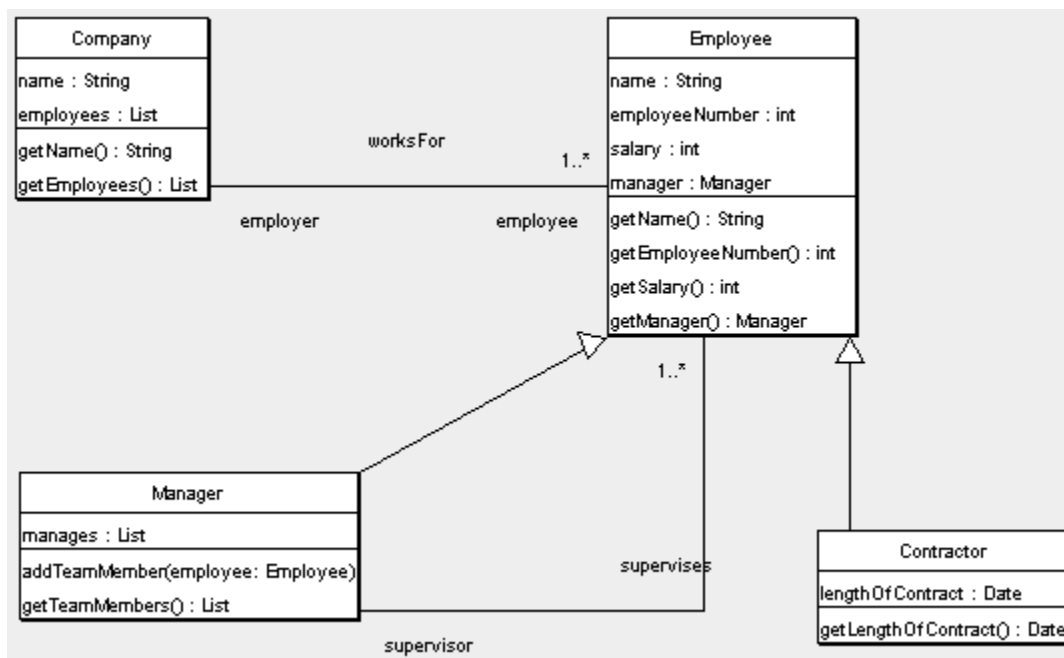 Company
name : String
employees : List
getName() : String
getEmployees() : List
worksFor
1..*
employer
employee
Employee
name : String
employeeNumber : int
salary : int
manager : Manager
getName() : String
getEmployeeNumber() : int
getSalary() : int
getManager() : Manager
1..*
Manager
manages : List
addTeamMember(employee: Employee)
getTeamMembers() : List
supervises
supervisor
Contractor
lengthOfContract : Date
getLengthOfContract() : Date